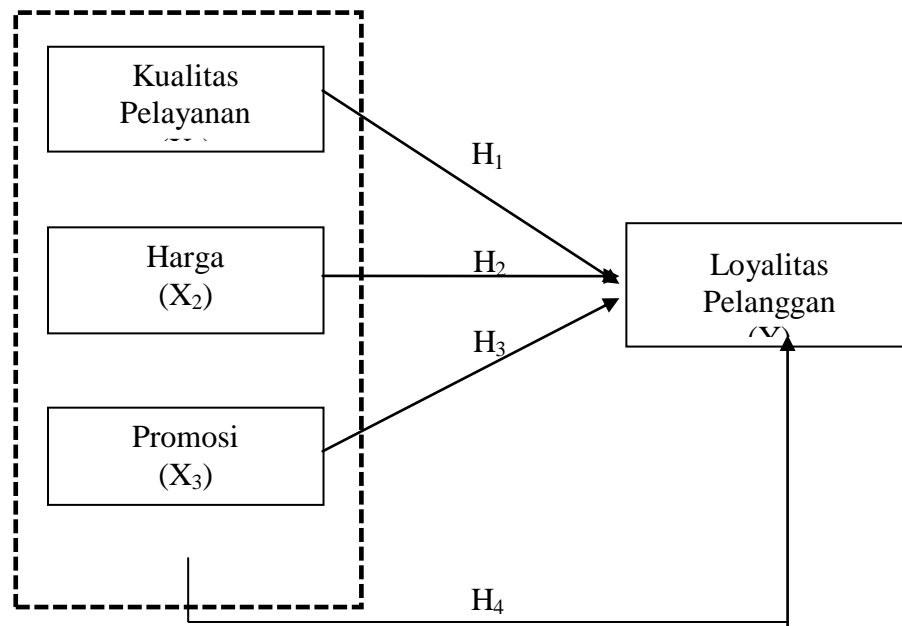 Kualitas
Pelayanan
H₁
Harga
(X₂)
H₂
Loyalitas
Pelanggan
H₃
Promosi
(X₃)
H₄